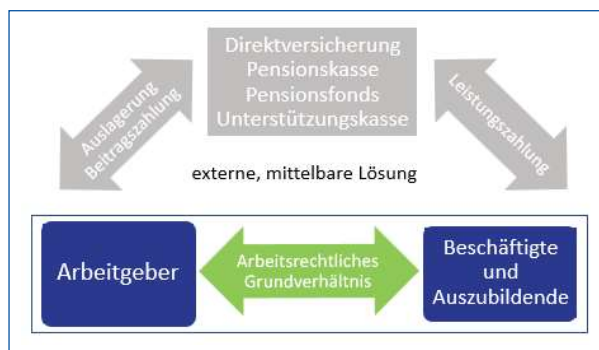 Direktversicherung
Pensionskasse
Pensionsfonds
Unterstützungskasse
Auslagerung
Beitragszahlung
Leistungszahlung
externe, mittelbare Lösung
Arbeitgeber
Arbeitsrechtliches
Grundverhältnis
Beschäftigte
und
Auszubildende